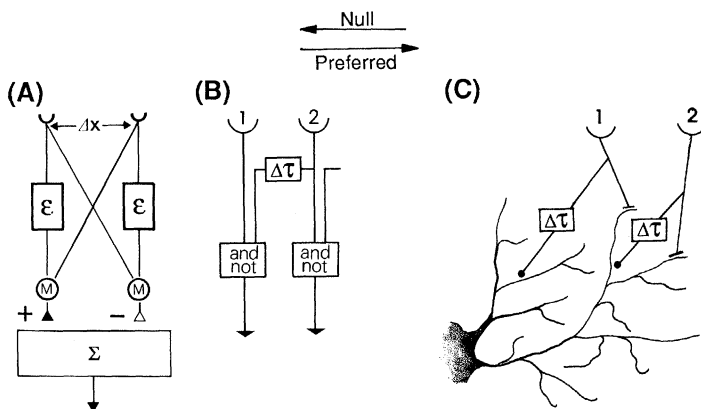 Null
Preferred
(A)
(B)
(C)
Δx
1 2
1 2
Δτ
Δτ
Δτ
ε ε
and not
and not
M M
+ −
Σ